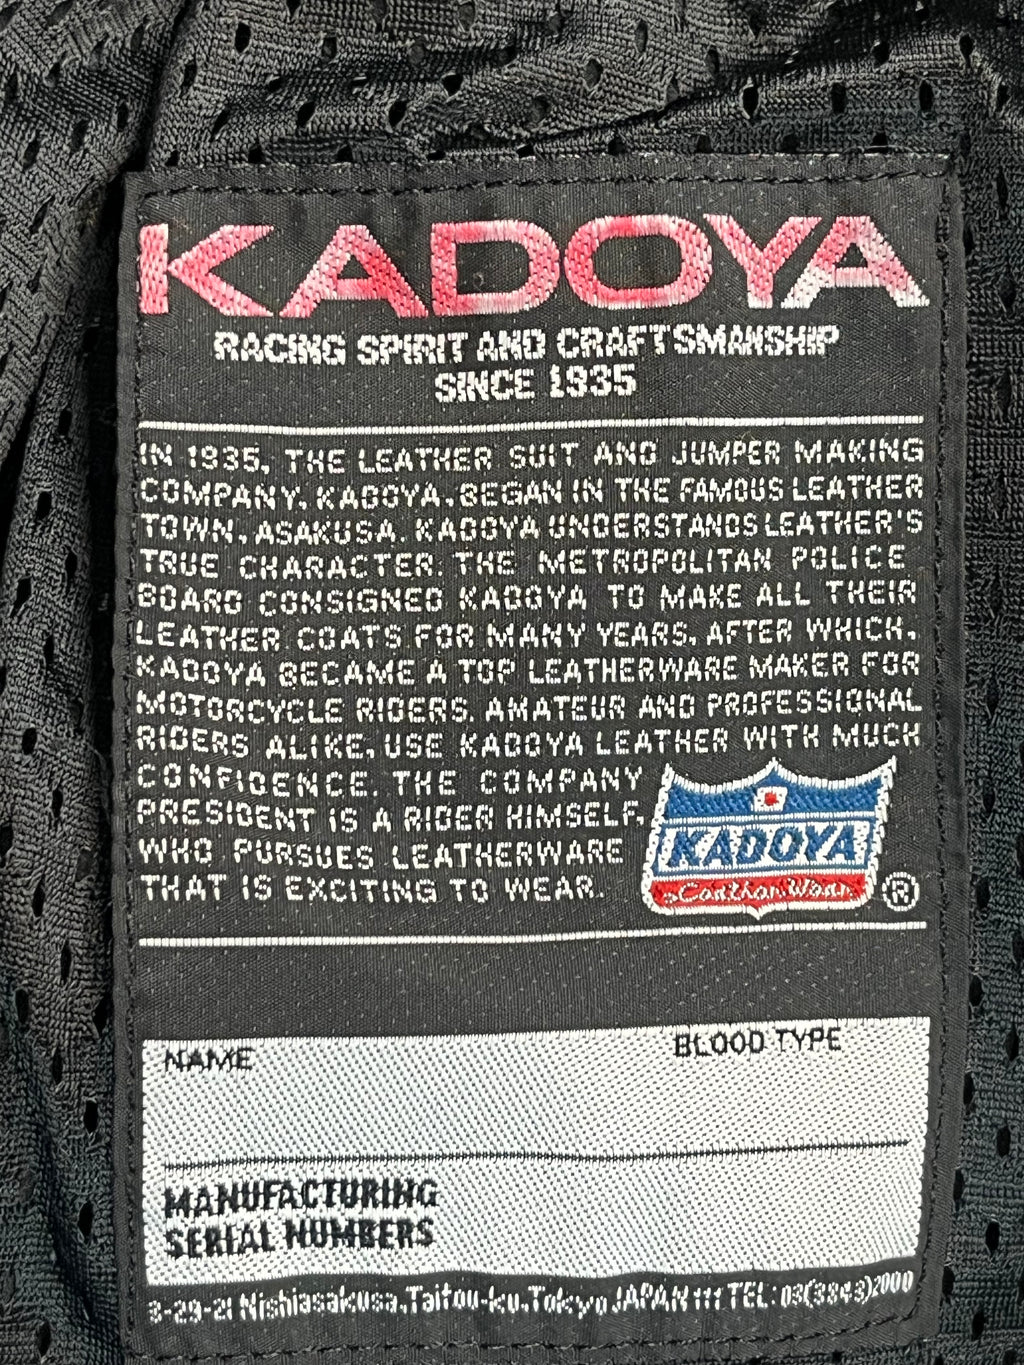 KADOYA
RACING SPIRIT AND CRAFTSMANSHIP
SINCE 1935
IN 1935, THE LEATHER SUIT AND JUMPER MAKING
COMPANY, KADOYA, BEGAN IN THE FAMOUS LEATHER
TOWN, ASAKUSA. KADOYA UNDERSTANDS LEATHER'S
TRUE CHARACTER. THE METROPOLITAN POLICE
BOARD CONSIGNED KADOYA TO MAKE ALL THEIR
LEATHER COATS FOR MANY YEARS, AFTER WHICH,
KADOYA BECAME A TOP LEATHERWARE MAKER FOR
MOTORCYCLE RIDERS. AMATEUR AND PROFESSIONAL
RIDERS ALIKE, USE KADOYA LEATHER WITH MUCH
CONFIDENCE. THE COMPANY
PRESIDENT IS A RIDER HIMSELF,
WHO PURSUES LEATHERWARE
THAT IS EXCITING TO WEAR.
KADOYA
Leather Wear
®
NAME BLOOD TYPE
MANUFACTURING
SERIAL NUMBERS
3-29-21 Nishiasakusa, Taitou-ku, Tokyo JAPAN 111 TEL: 03(3843)2000